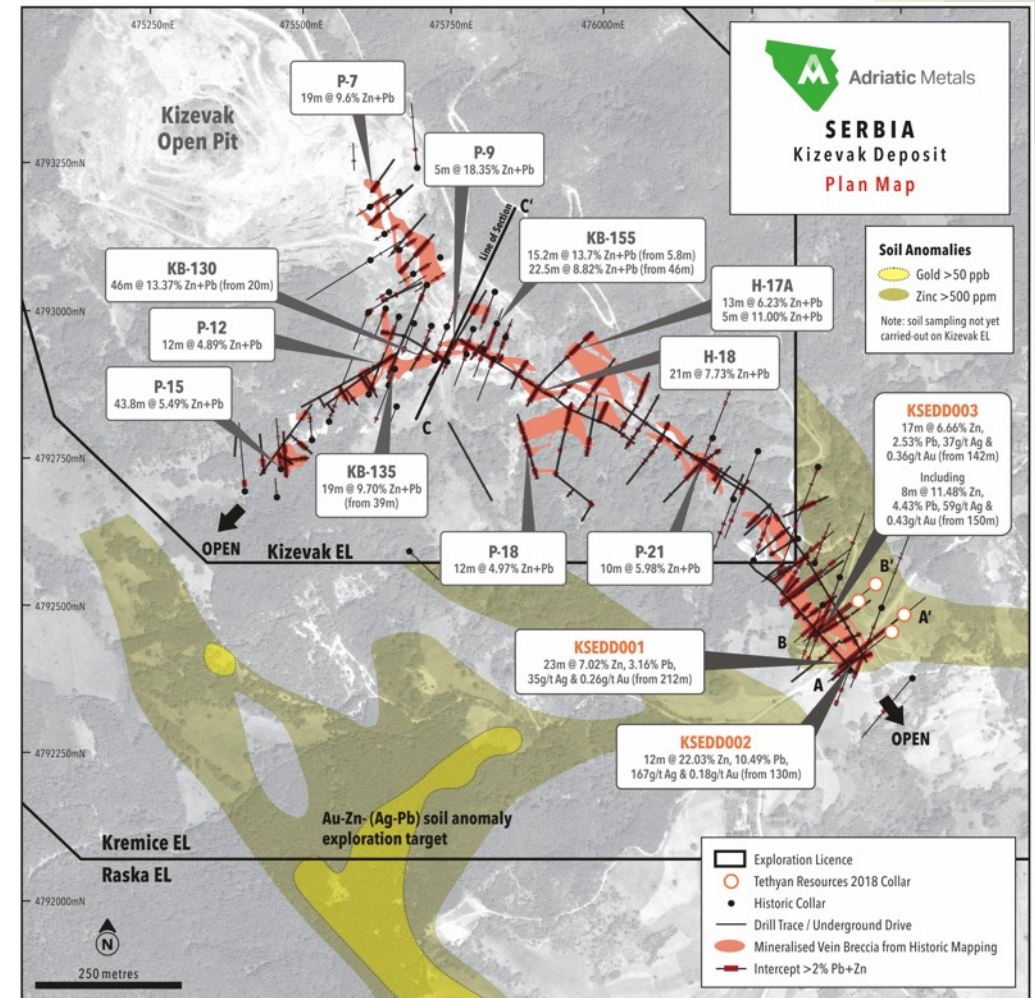 475250mE
475500mE
475750mE
476000mE
Adriatic Metals
SERBIA
Kizevak Deposit
Plan Map
Kizevak
Open Pit
P-7
19m @ 9.6% Zn+Pb
4793250mN
P-9
5m @ 18.35% Zn+Pb
C'
Line of Section
KB-155
15.2m @ 13.7% Zn+Pb (from 5.8m)
22.5m @ 8.82% Zn+Pb (from 46m)
Soil Anomalies
Gold >50 ppb
Zinc >500 ppm
Note: soil sampling not yet
carried-out on Kizevak EL
KB-130
46m @ 13.37% Zn+Pb (from 20m)
H-17A
13m @ 6.23% Zn+Pb
5m @ 11.00% Zn+Pb
4793000mN
P-12
12m @ 4.89% Zn+Pb
H-18
21m @ 7.73% Zn+Pb
P-15
43.8m @ 5.49% Zn+Pb
C
KSEDD003
17m @ 6.66% Zn,
2.53% Pb, 37g/t Ag &
0.36g/t Au (from 142m)
Including
8m @ 11.48% Zn,
4.43% Pb, 59g/t Ag &
0.43g/t Au (from 150m)
4792750mN
KB-135
19m @ 9.70% Zn+Pb
(from 39m)
OPEN
Kizevak EL
P-18
12m @ 4.97% Zn+Pb
P-21
10m @ 5.98% Zn+Pb
B'
4792500mN
A'
B
KSEDD001
23m @ 7.02% Zn, 3.16% Pb,
35g/t Ag & 0.26g/t Au (from 212m)
A
OPEN
KSEDD002
12m @ 22.03% Zn, 10.49% Pb,
167g/t Ag & 0.18g/t Au (from 130m)
4792250mN
Au-Zn- (Ag-Pb) soil anomaly
exploration target
Kremice EL
Raska EL
4792000mN
N
250 metres
Exploration Licence
Tethyan Resources 2018 Collar
Historic Collar
Drill Trace / Underground Drive
Mineralised Vein Breccia from Historic Mapping
Intercept >2% Pb+Zn